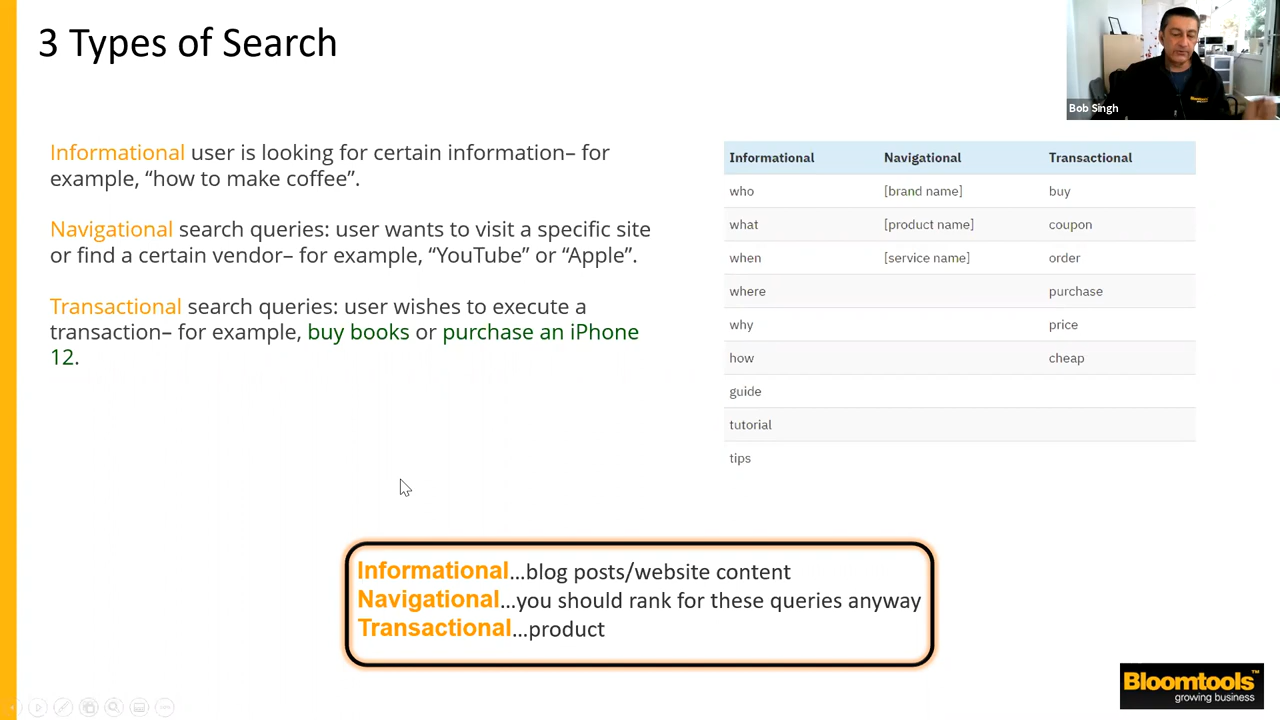 3 Types of Search
Bob Singh
Informational user is looking for certain information– for
example, “how to make coffee”.
Navigational search queries: user wants to visit a specific site
or find a certain vendor– for example, “YouTube” or “Apple”.
Transactional search queries: user wishes to execute a
transaction– for example, buy books or purchase an iPhone
12.
Informational Navigational Transactional
who [brand name] buy
what [product name] coupon
when [service name] order
where purchase
why price
how cheap
guide
tutorial
tips
Informational...blog posts/website content
Navigational...you should rank for these queries anyway
Transactional...product
Bloomtools™
growing business